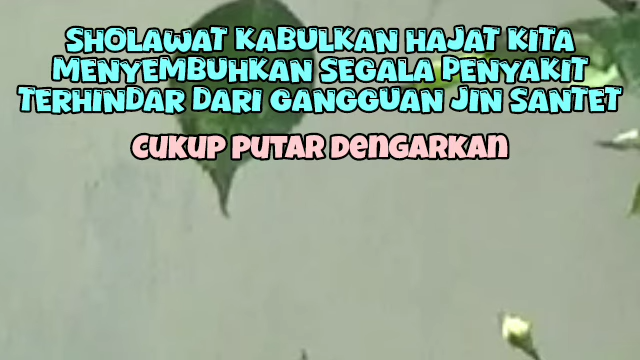 SHOLAWAT KABULKAN HAJAT KITA
MENYEMBUHKAN SEGALA PENYAKIT
TERHINDAR DARI GANGGUAN JIN SANTET
CUKUP PUTAR DENGARKAN